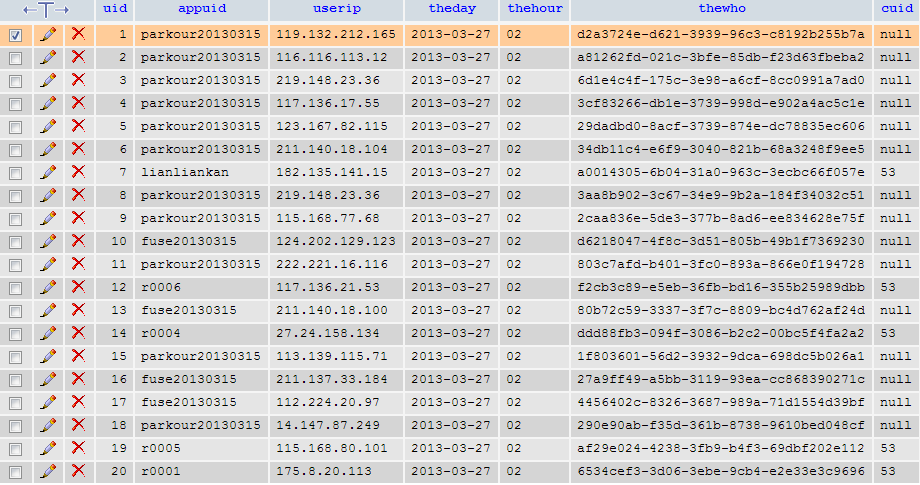 uid appuid userip theday thehour thewho cuid
1 parkour20130315 119.132.212.165 2013-03-27 02 d2a3724e-d621-3939-96c3-c8192b255b7a null
2 parkour20130315 116.116.113.12 2013-03-27 02 a81262fd-021c-3bfe-85db-f23d63fbeba2 null
3 parkour20130315 219.148.23.36 2013-03-27 02 6d1e4c4f-175c-3e98-a6cf-8cc0991a7ad0 null
4 parkour20130315 117.136.17.55 2013-03-27 02 3cf83266-db1e-3739-998d-e902a4ac5c1e null
5 parkour20130315 123.167.82.115 2013-03-27 02 29dadbd0-8acf-3739-874e-dc78835ec606 null
6 parkour20130315 211.140.18.104 2013-03-27 02 34db11c4-e6f9-3040-821b-68a3248f9ee5 null
7 lianliankan 182.135.141.15 2013-03-27 02 a0014305-6b04-31a0-963c-3ecbc66f057e 53
8 parkour20130315 219.148.23.36 2013-03-27 02 3aa8b902-3c67-34e9-9b2a-184f34032c51 null
9 parkour20130315 115.168.77.68 2013-03-27 02 2caa836e-5de3-377b-8ad6-ee834628e75f null
10 fuse20130315 124.202.129.123 2013-03-27 02 d6218047-4f8c-3d51-805b-49b1f7369230 null
11 parkour20130315 222.221.16.116 2013-03-27 02 803c7afd-b401-3fc0-893a-866e0f194728 null
12 r0006 117.136.21.53 2013-03-27 02 f2cb3c89-e5eb-36fb-bd16-355b25989dbb 53
13 fuse20130315 211.140.18.100 2013-03-27 02 80b72c59-3337-3f7c-8809-bc4d762af24d null
14 r0004 27.24.158.134 2013-03-27 02 ddd88fb3-094f-3086-b2c2-00bc5f4fa2a2 53
15 parkour20130315 113.139.115.71 2013-03-27 02 1f803601-56d2-3932-9dca-698dc5b026a1 null
16 fuse20130315 211.137.33.184 2013-03-27 02 27a9ff49-a5bb-3119-93ea-cc868390271c null
17 fuse20130315 112.224.20.97 2013-03-27 02 4456402c-8326-3687-989a-71d1554d39bf null
18 parkour20130315 14.147.87.249 2013-03-27 02 290e90ab-f35d-361b-8738-9610bed048cf null
19 r0005 115.168.80.101 2013-03-27 02 af29e024-4238-3fb9-b4f3-69dbf202e112 53
20 r0001 175.8.20.113 2013-03-27 02 6534cef3-3d06-3ebe-9cb4-e2e33e3c9696 53